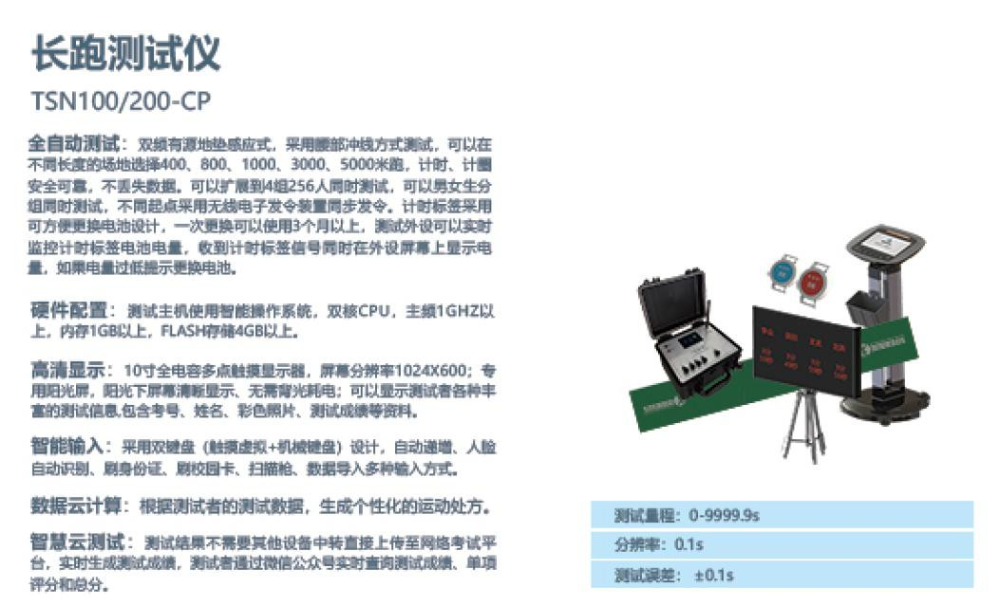 长跑测试仪
TSN100/200-CP
全自动测试：双频有源地垫感应式，采用腰部冲线方式测试，可以在
不同长度的场地选择400、800、1000、3000、5000米跑，计时、计圈
安全可靠，不丢失数据。可以扩展到4组256人同时测试，可以男女生分
组同时测试，不同起点采用无线电子发令装置同步发令。计时标签采用
可方便更换电池设计，一次更换可以使用3个月以上，测试外设可以实时
监控计时标签电池电量，收到计时标签信号同时在外设屏幕上显示电
量，如果电量过低提示更换电池。
硬件配置：测试主机使用智能操作系统，双核CPU，主频1GHZ以
上，内存1GB以上，FLASH存储4GB以上。
高清显示：10寸全电容多点触摸显示器，屏幕分辨率1024X600；专
用阳光屏，阳光下屏幕清晰显示、无需背光耗电；可以显示测试者各种丰
富的测试信息,包含考号、姓名、彩色照片、测试成绩等资料。
智能输入：采用双键盘（触摸虚拟+机械键盘）设计，自动递增、人脸
自动识别、刷身份证、刷校园卡、扫描枪、数据导入多种输入方式。
数据云计算：根据测试者的测试数据，生成个性化的运动处方。
智慧云测试：测试结果不需要其他设备中转直接上传至网络考试平
台，实时生成测试成绩，测试者通过微信公众号实时查询测试成绩、单项
评分和总分。
测试量程：0-9999.9s
分辨率：0.1s
测试误差： ±0.1s